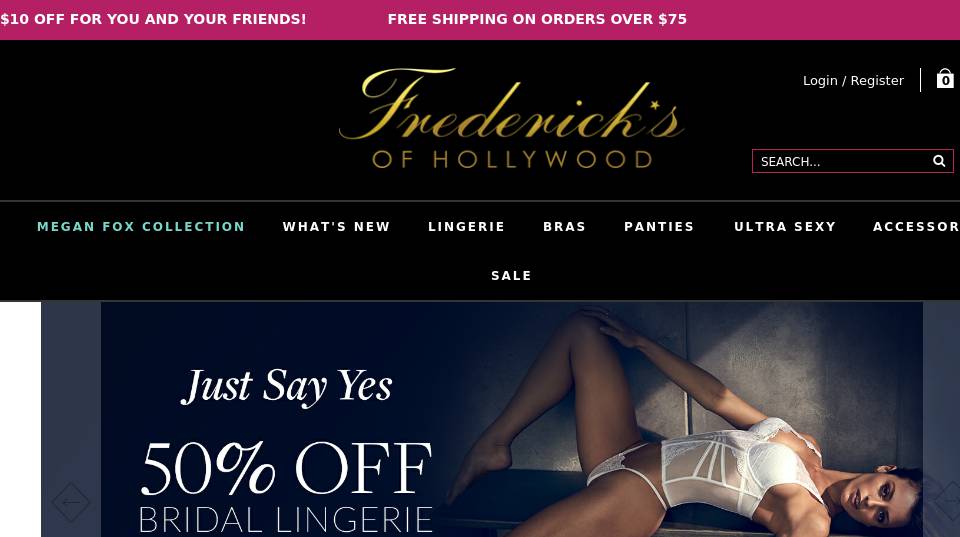 $10 OFF FOR YOU AND YOUR FRIENDS! FREE SHIPPING ON ORDERS OVER $75
Login / Register 0
Frederick's
OF HOLLYWOOD
SEARCH...
MEGAN FOX COLLECTION WHAT'S NEW LINGERIE BRAS PANTIES ULTRA SEXY ACCESSOR
SALE
Just Say Yes
50% OFF
BRIDAL LINGERIE